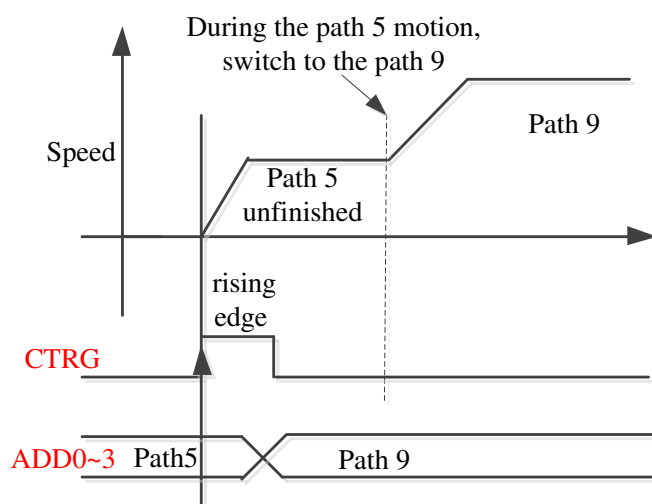 During the path 5 motion,
switch to the path 9
Speed
Path 9
Path 5
unfinished
rising
edge
CTRG
ADD0~3
Path5
Path 9